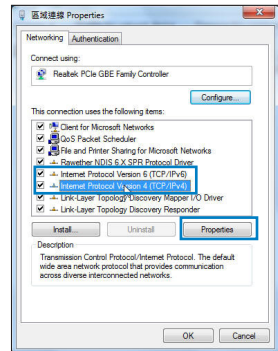 區域連線 Properties
Networking Authentication
Connect using:
Realtek PCIe GBE Family Controller
Configure...
This connection uses the following items:
Client for Microsoft Networks
QoS Packet Scheduler
File and Printer Sharing for Microsoft Networks
Rawether NDIS 6.X SPR Protocol Driver
Internet Protocol Version 6 (TCP/IPv6)
Internet Protocol Version 4 (TCP/IPv4)
Link-Layer Topology Discovery Mapper I/O Driver
Link-Layer Topology Discovery Responder
Install... Uninstall Properties
Description
Transmission Control Protocol/Internet Protocol. The default
wide area network protocol that provides communication
across diverse interconnected networks.
OK Cancel